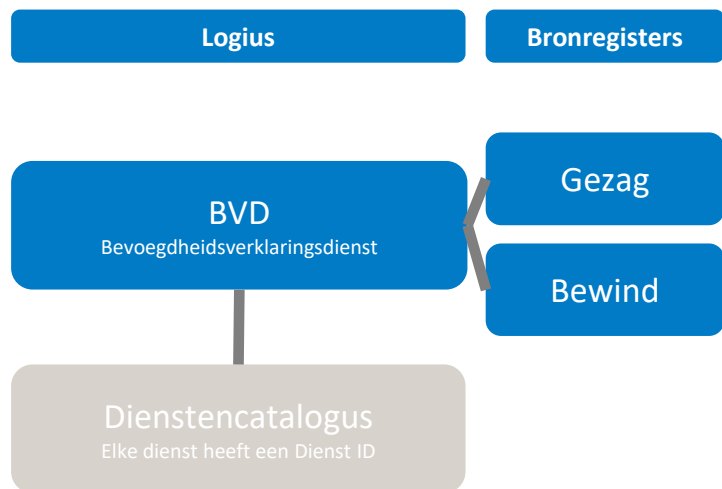 Logius
Bronregisters
Gezag
BVD
Bevoegdheidsverklaringsdienst
Bewind
Dienstencatalogus
Elke dienst heeft een Dienst ID